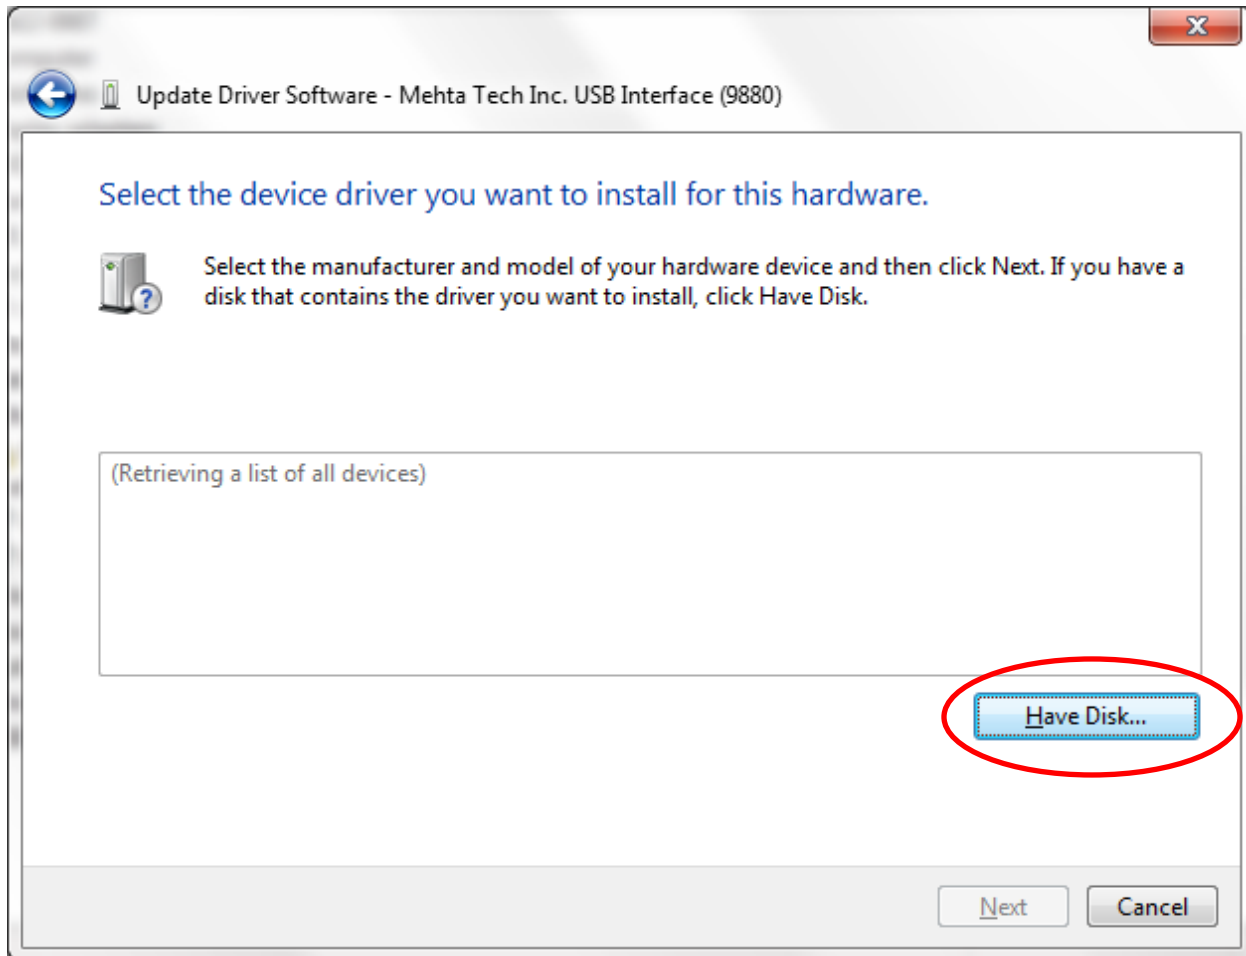 Update Driver Software - Mehta Tech Inc. USB Interface (9880)
Select the device driver you want to install for this hardware.
Select the manufacturer and model of your hardware device and then click Next. If you have a
disk that contains the driver you want to install, click Have Disk.
(Retrieving a list of all devices)
Have Disk...
Next
Cancel